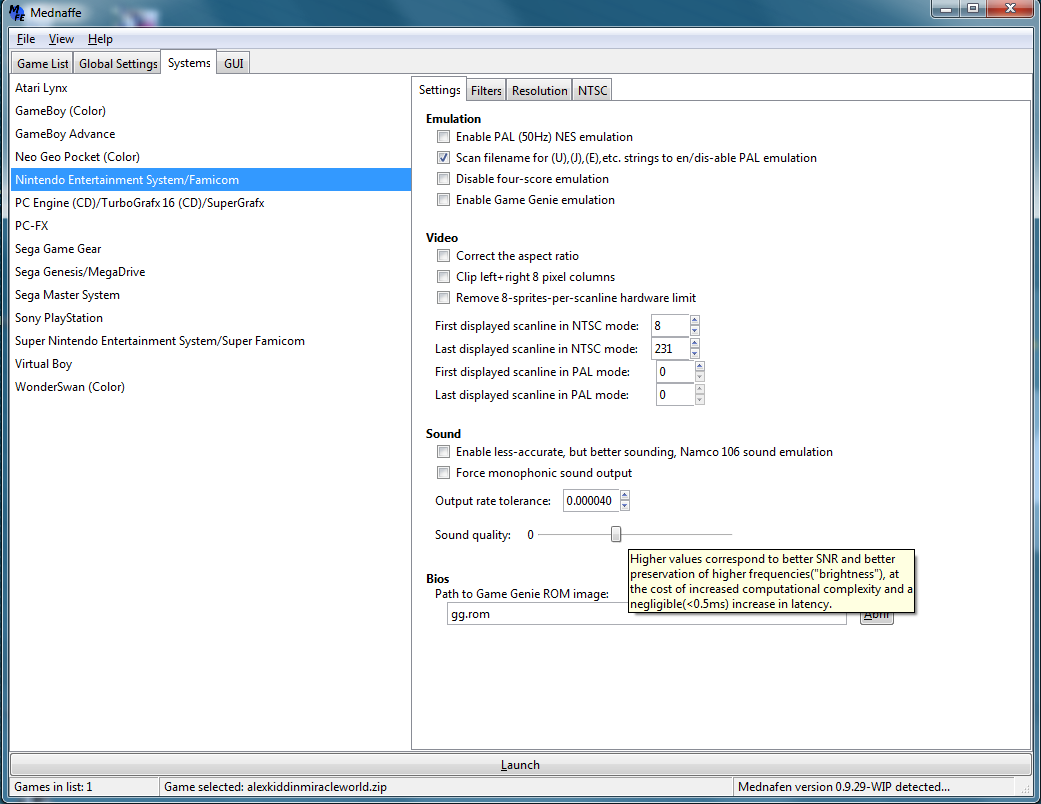 MFE Mednaffe
File View Help
Game List Global Settings Systems GUI
Atari Lynx
GameBoy (Color)
GameBoy Advance
Neo Geo Pocket (Color)
Nintendo Entertainment System/Famicom
PC Engine (CD)/TurboGrafx 16 (CD)/SuperGrafx
PC-FX
Sega Game Gear
Sega Genesis/MegaDrive
Sega Master System
Sony PlayStation
Super Nintendo Entertainment System/Super Famicom
Virtual Boy
WonderSwan (Color)
Settings Filters Resolution NTSC
Emulation
Enable PAL (50Hz) NES emulation
Scan filename for (U),(J),(E),etc. strings to en/dis-able PAL emulation
Disable four-score emulation
Enable Game Genie emulation
Video
Correct the aspect ratio
Clip left+right 8 pixel columns
Remove 8-sprites-per-scanline hardware limit
First displayed scanline in NTSC mode: 8
Last displayed scanline in NTSC mode: 231
First displayed scanline in PAL mode: 0
Last displayed scanline in PAL mode: 0
Sound
Enable less-accurate, but better sounding, Namco 106 sound emulation
Force monophonic sound output
Output rate tolerance: 0.000040
Sound quality: 0
Higher values correspond to better SNR and better
preservation of higher frequencies("brightness"), at
the cost of increased computational complexity and a
negligible(<0.5ms) increase in latency.
Bios
Path to Game Genie ROM image:
gg.rom Abrir
Launch
Games in list: 1 Game selected: alexkiddinmiracleworld.zip Mednafen version 0.9.29-WIP detected...